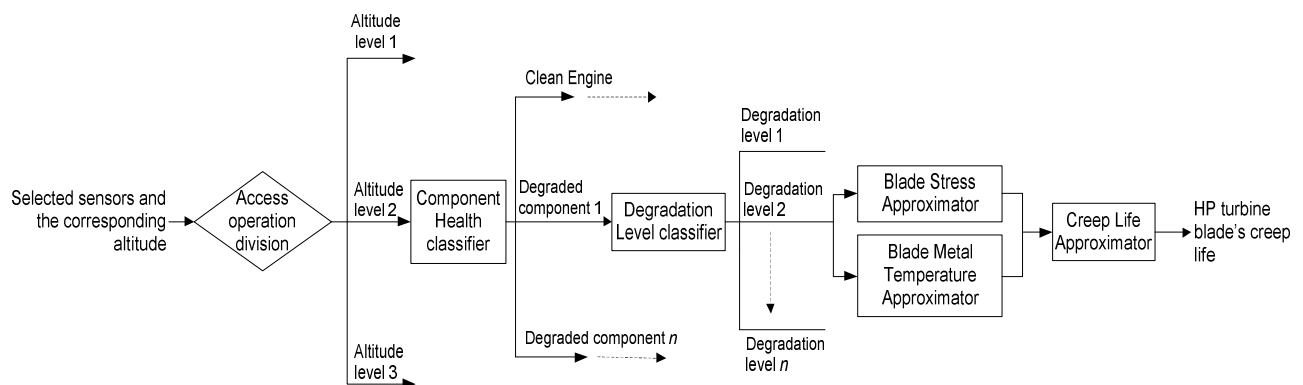 Selected sensors and
the corresponding
altitude
Access
operation
division
Altitude
level 1
Altitude
level 2
Altitude
level 3
Component
Health
classifier
Clean Engine
Degraded
component 1
Degraded component n
Degradation
Level classifier
Degradation
level 1
Degradation
level 2
Degradation
level n
Blade Stress
Approximator
Blade Metal
Temperature
Approximator
Creep Life
Approximator
HP turbine
blade's creep
life